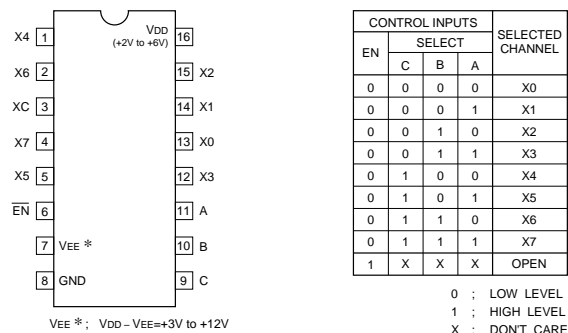 VDD
(+2V to +6V)
X4 1 16
X6 2 15 X2
XC 3 14 X1
X7 4 13 X0
X5 5 12 X3
EN 6 11 A
7 VEE * 10 B
8 GND 9 C
VEE * ; VDD – VEE=+3V to +12V
CONTROL INPUTS SELECTED CHANNEL
EN SELECT
C B A
0 0 0 0 X0
0 0 0 1 X1
0 0 1 0 X2
0 0 1 1 X3
0 1 0 0 X4
0 1 0 1 X5
0 1 1 0 X6
0 1 1 1 X7
1 X X X OPEN
0 ; LOW LEVEL
1 ; HIGH LEVEL
X ; DON'T CARE